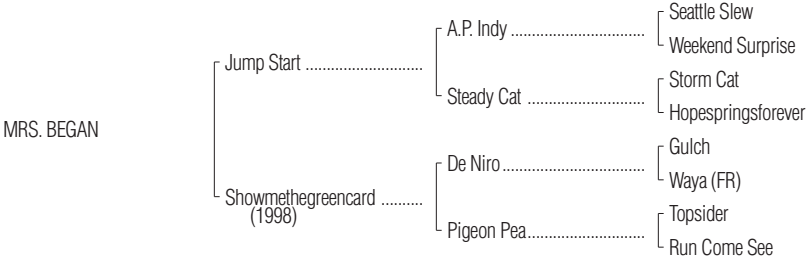 Seattle Slew
A.P. Indy ................................
Weekend Surprise
Jump Start ............................
Storm Cat
Steady Cat ............................
Hopespringsforever
MRS. BEGAN
Gulch
De Niro ..................................
Waya (FR)
Showmethegreencard ..........
(1998)
Topsider
Pigeon Pea............................
Run Come See